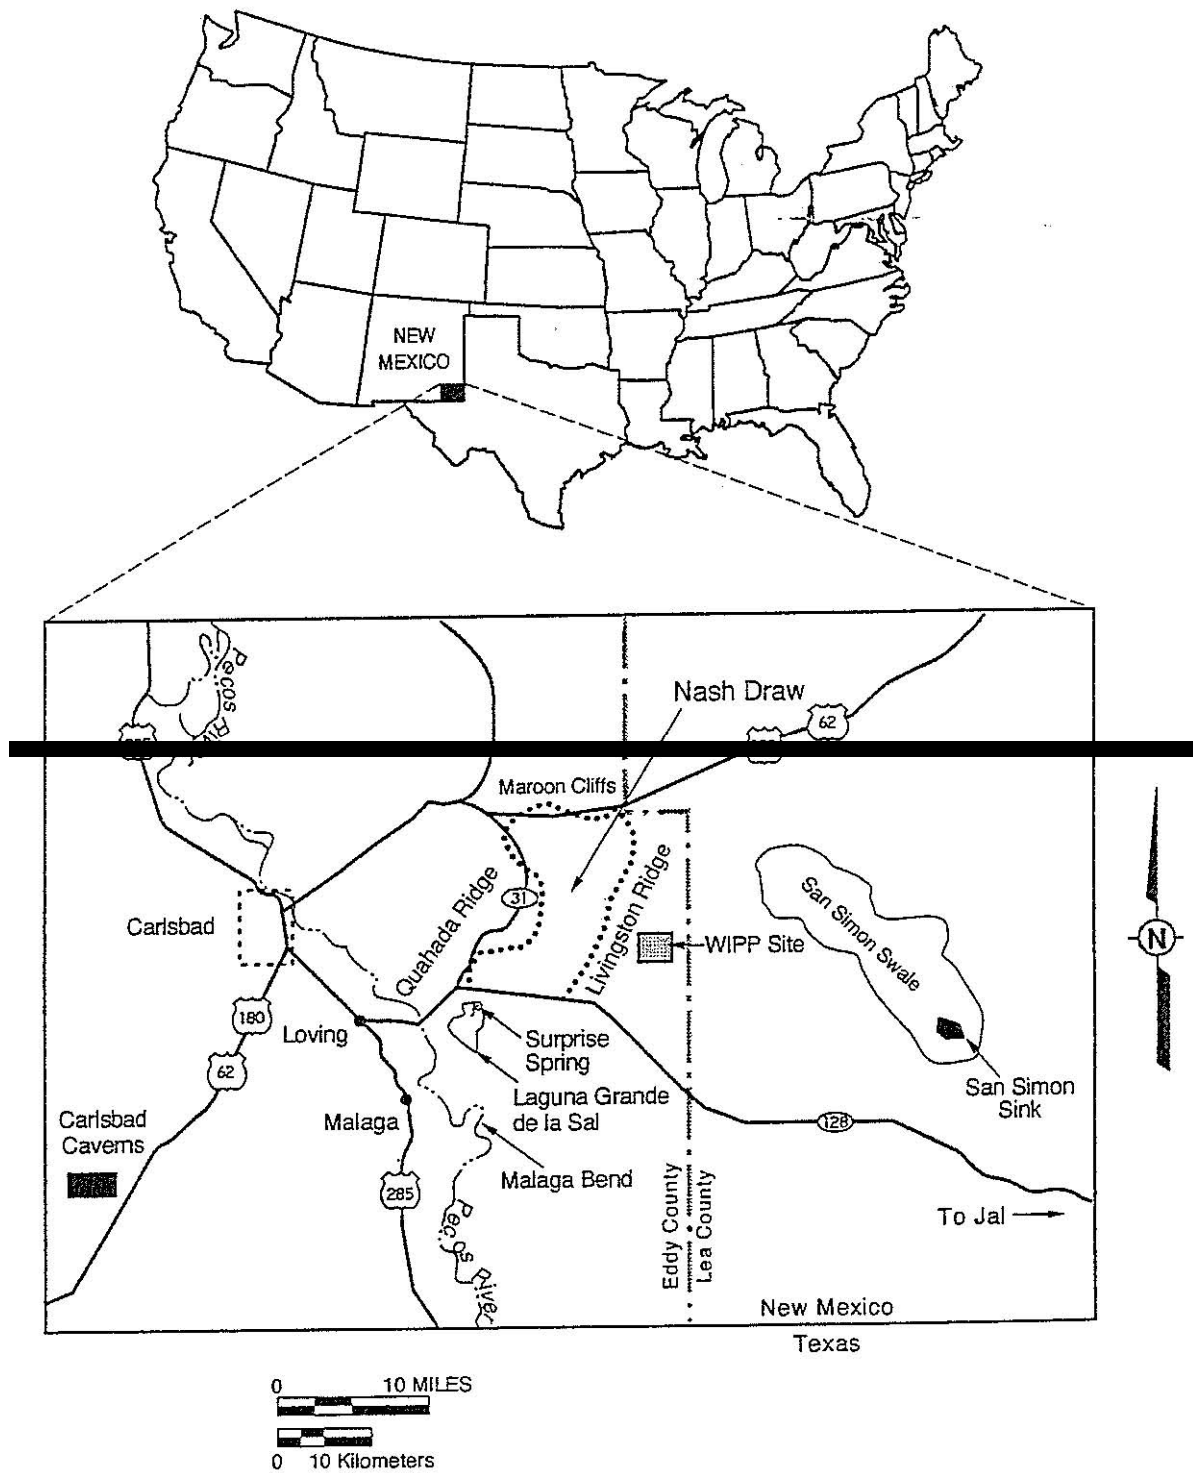 NEW
MEXICO
Pecos
Nash Draw
62
Maroon Cliffs
Quahada Ridge
31
Livingston Ridge
San Simon Swale
Carlsbad
WIPP Site
N
180
Loving
Surprise
Spring
62
San Simon
Sink
Laguna Grande
de la Sal
Carlsbad
Caverns
Malaga
128
Malaga Bend
285
Pecos River
Eddy County
Lea County
To Jal
New Mexico
Texas
0 10 MILES
0 10 Kilometers